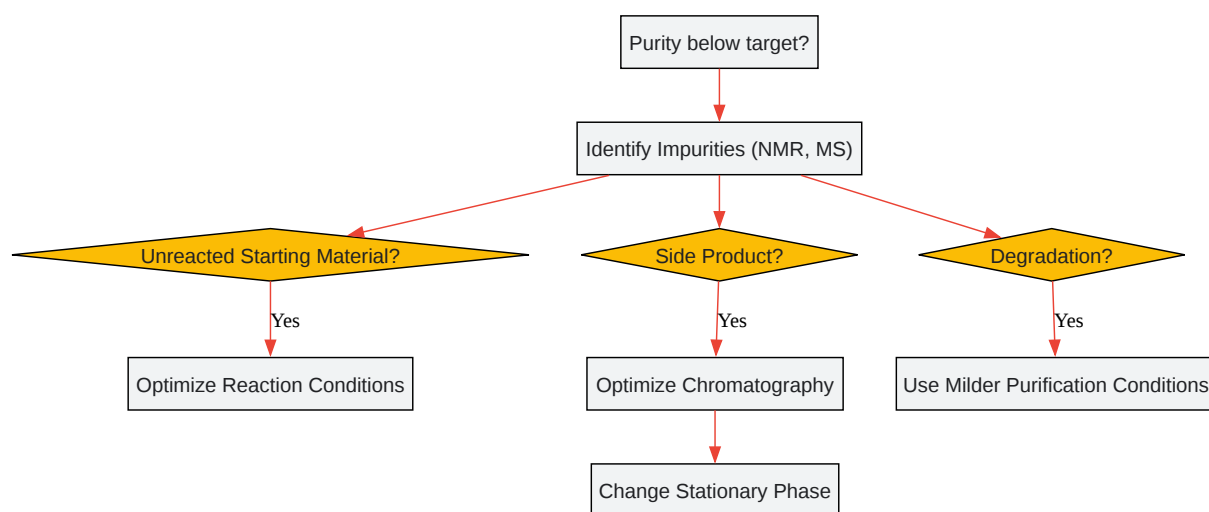 Purity below target?
Identify Impurities (NMR, MS)
Unreacted Starting Material?
Side Product?
Degradation?
Yes
Yes
Yes
Optimize Reaction Conditions
Optimize Chromatography
Use Milder Purification Conditions
Change Stationary Phase